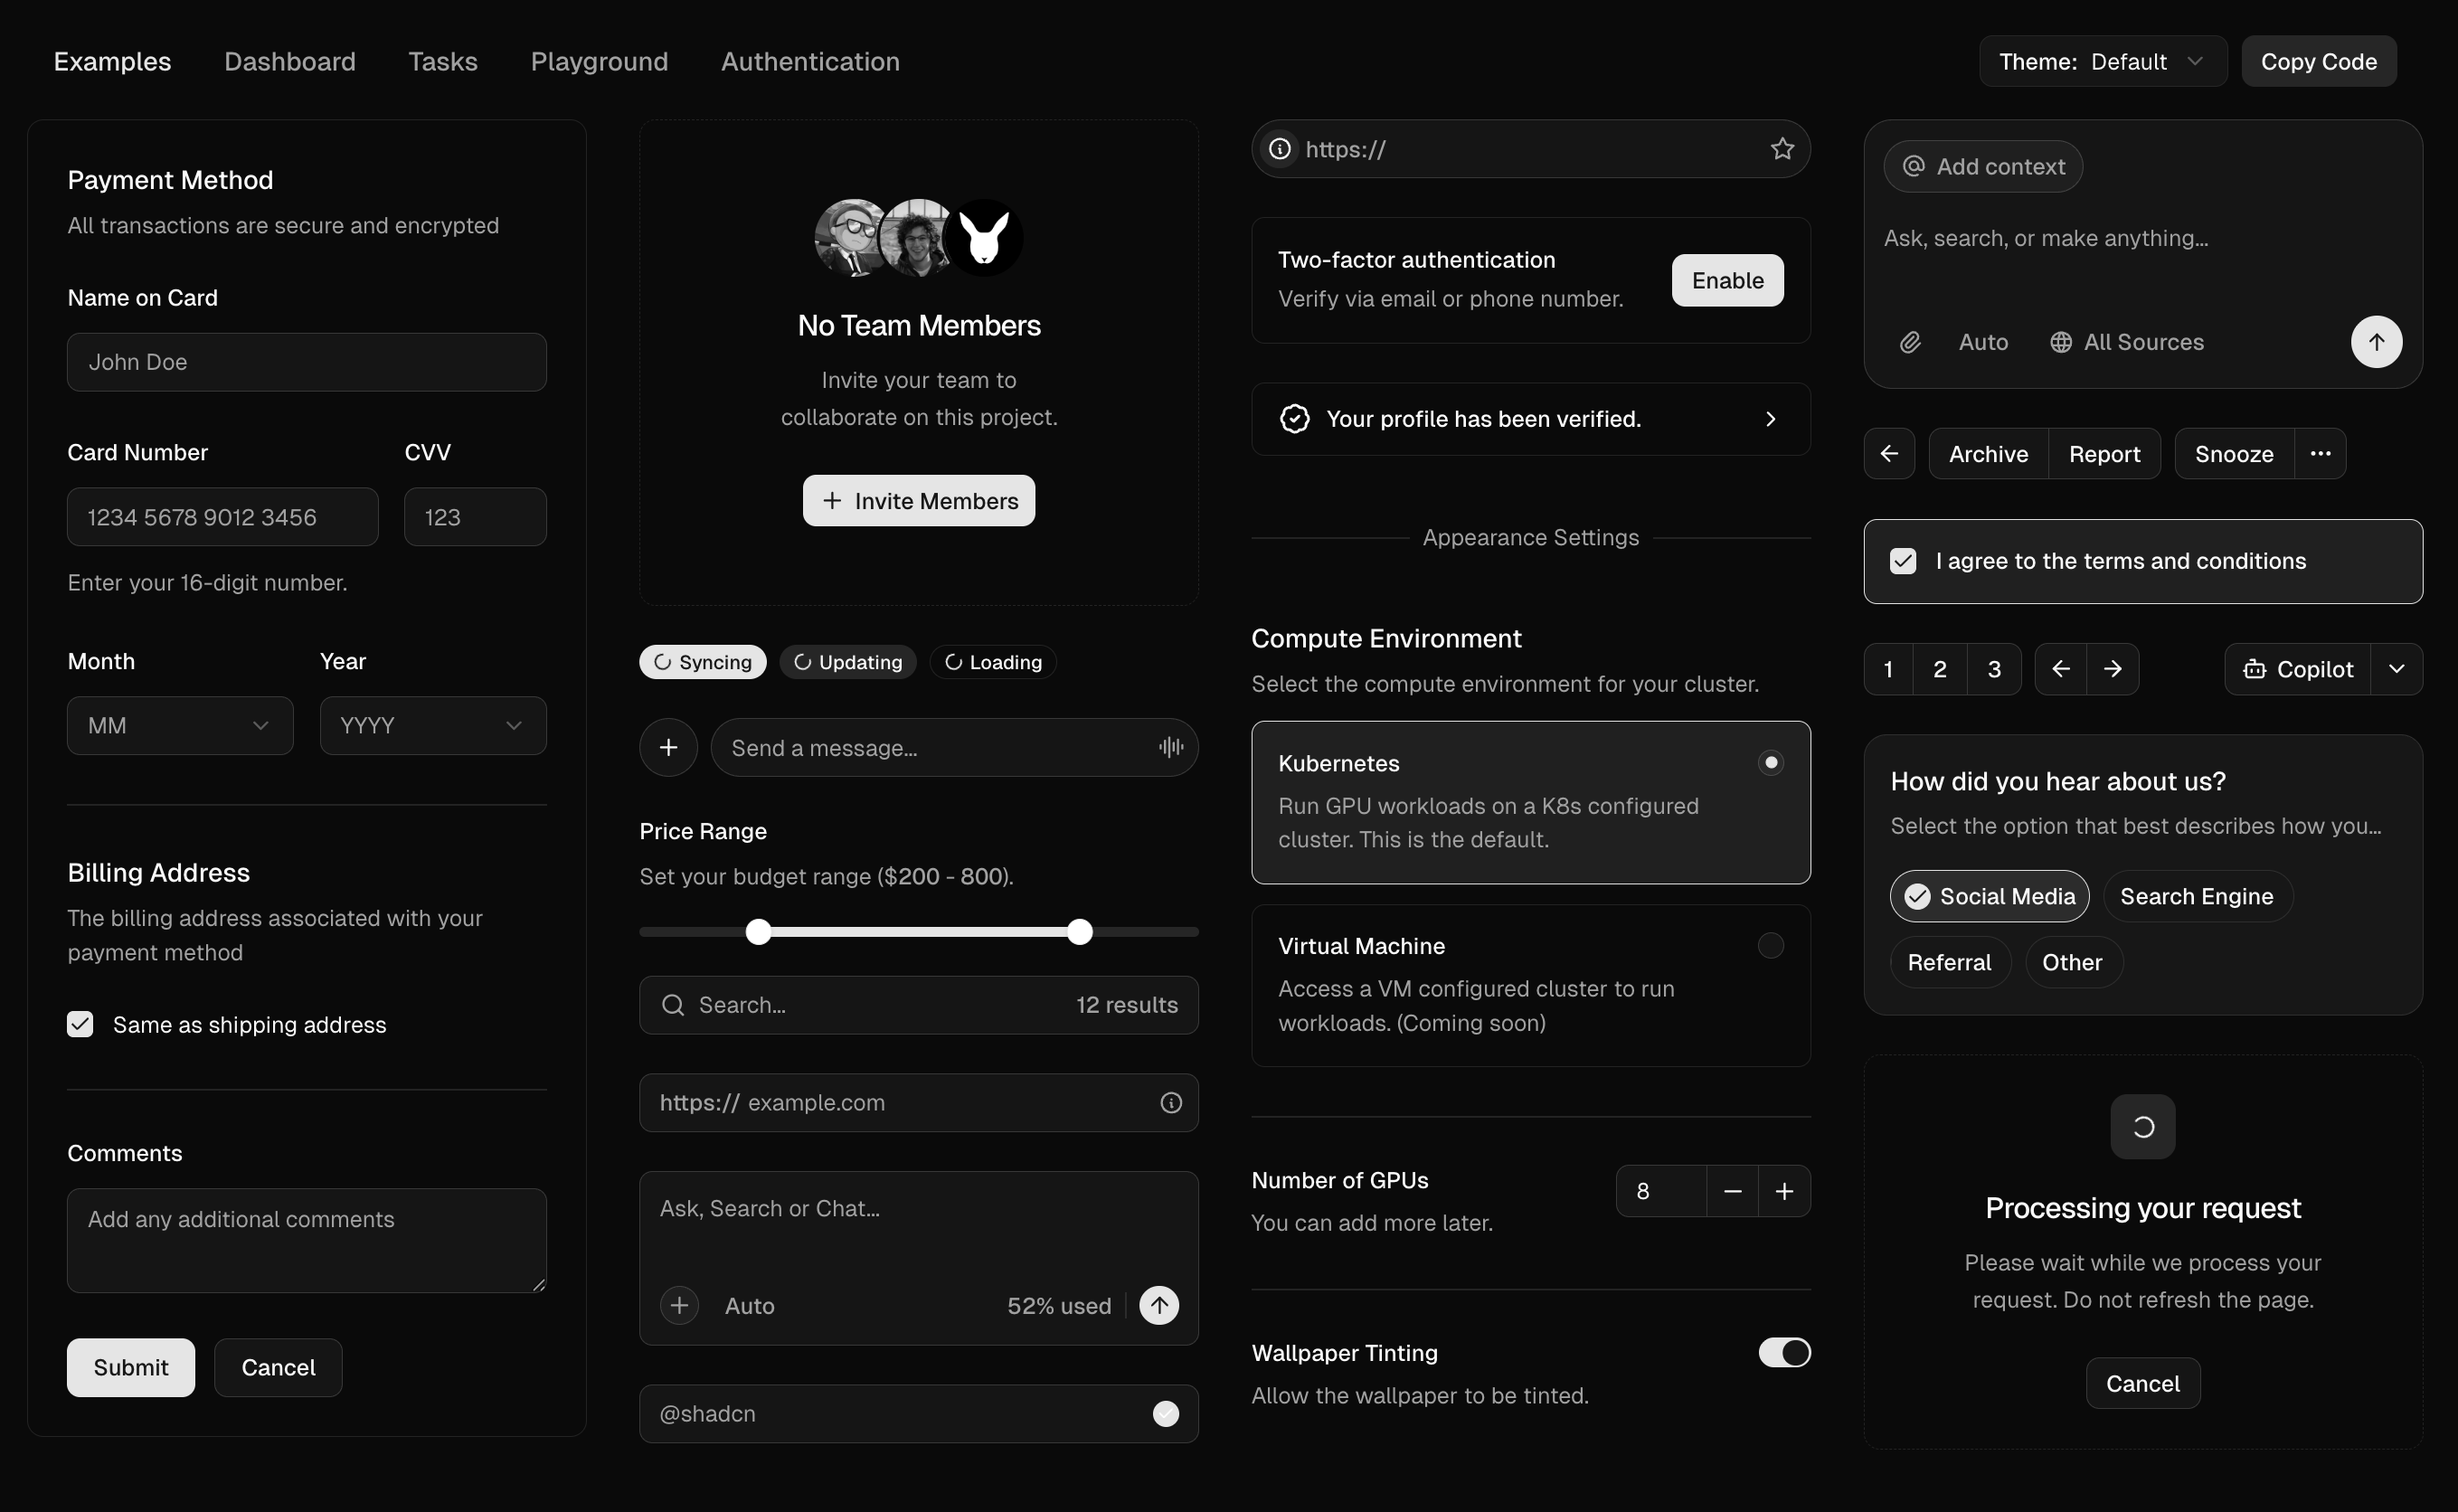 Examples
Dashboard
Tasks
Playground
Authentication
Theme: Default
Copy Code
Payment Method
All transactions are secure and encrypted
Name on Card
John Doe
Card Number
CVV
1234 5678 9012 3456
123
Enter your 16-digit number.
Month
Year
MM
YYYY
Billing Address
The billing address associated with your
payment method
Same as shipping address
Comments
Add any additional comments
Submit
Cancel
No Team Members
Invite your team to
collaborate on this project.
Invite Members
Syncing
Updating
Loading
Send a message...
Price Range
Set your budget range ($200 - 800).
Search...
12 results
https:// example.com
Ask, Search or Chat...
Auto
52% used
@shadcn
https://
Two-factor authentication
Verify via email or phone number.
Enable
Your profile has been verified.
Appearance Settings
Compute Environment
Select the compute environment for your cluster.
Kubernetes
Run GPU workloads on a K8s configured
cluster. This is the default.
Virtual Machine
Access a VM configured cluster to run
workloads. (Coming soon)
Number of GPUs
You can add more later.
8
Wallpaper Tinting
Allow the wallpaper to be tinted.
@ Add context
Ask, search, or make anything...
Auto
All Sources
Archive
Report
Snooze
I agree to the terms and conditions
1
2
3
Copilot
How did you hear about us?
Select the option that best describes how you...
Social Media
Search Engine
Referral
Other
Processing your request
Please wait while we process your
request. Do not refresh the page.
Cancel